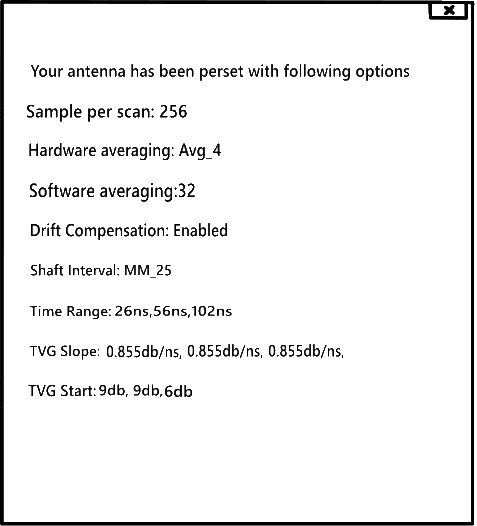 Your antenna has been perset with following options
Sample per scan: 256
Hardware averaging: Avg_4
Software averaging:32
Drift Compensation: Enabled
Shaft Interval: MM_25
Time Range: 26ns,56ns,102ns
TVG Slope: 0.855db/ns, 0.855db/ns, 0.855db/ns,
TVG Start: 9db, 9db,6db